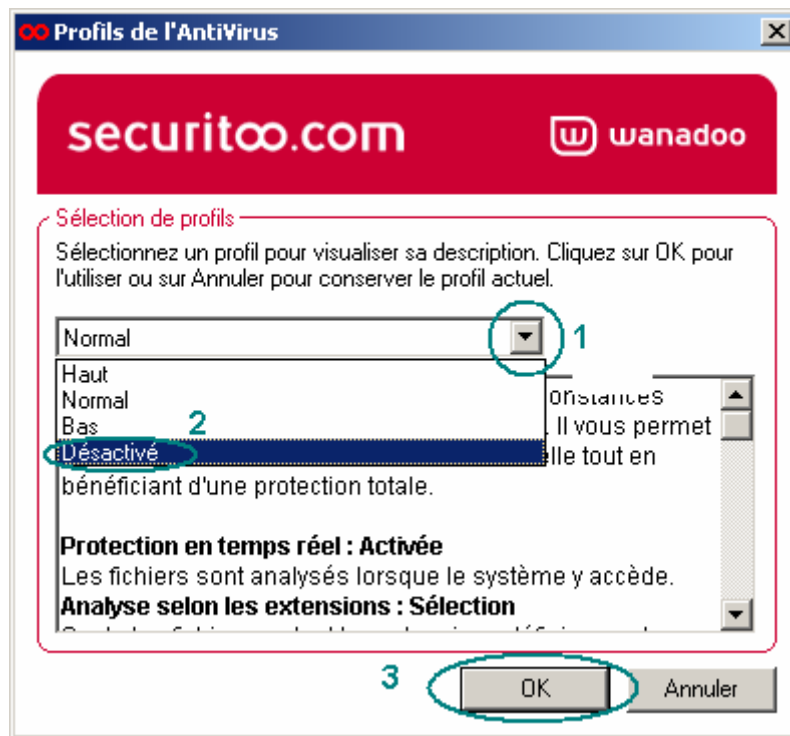 Profils de l'AntiVirus
securitoo.com
wanadoo
Sélection de profils
Sélectionnez un profil pour visualiser sa description. Cliquez sur OK pour
l'utiliser ou sur Annuler pour conserver le profil actuel.
Normal
1
Haut
Normal
Bas
2
Désactivé
onstances
. Il vous permet
elle tout en
bénéficiant d'une protection totale.
Protection en temps réel : Activée
Les fichiers sont analysés lorsque le système y accède.
Analyse selon les extensions : Sélection
3
OK
Annuler